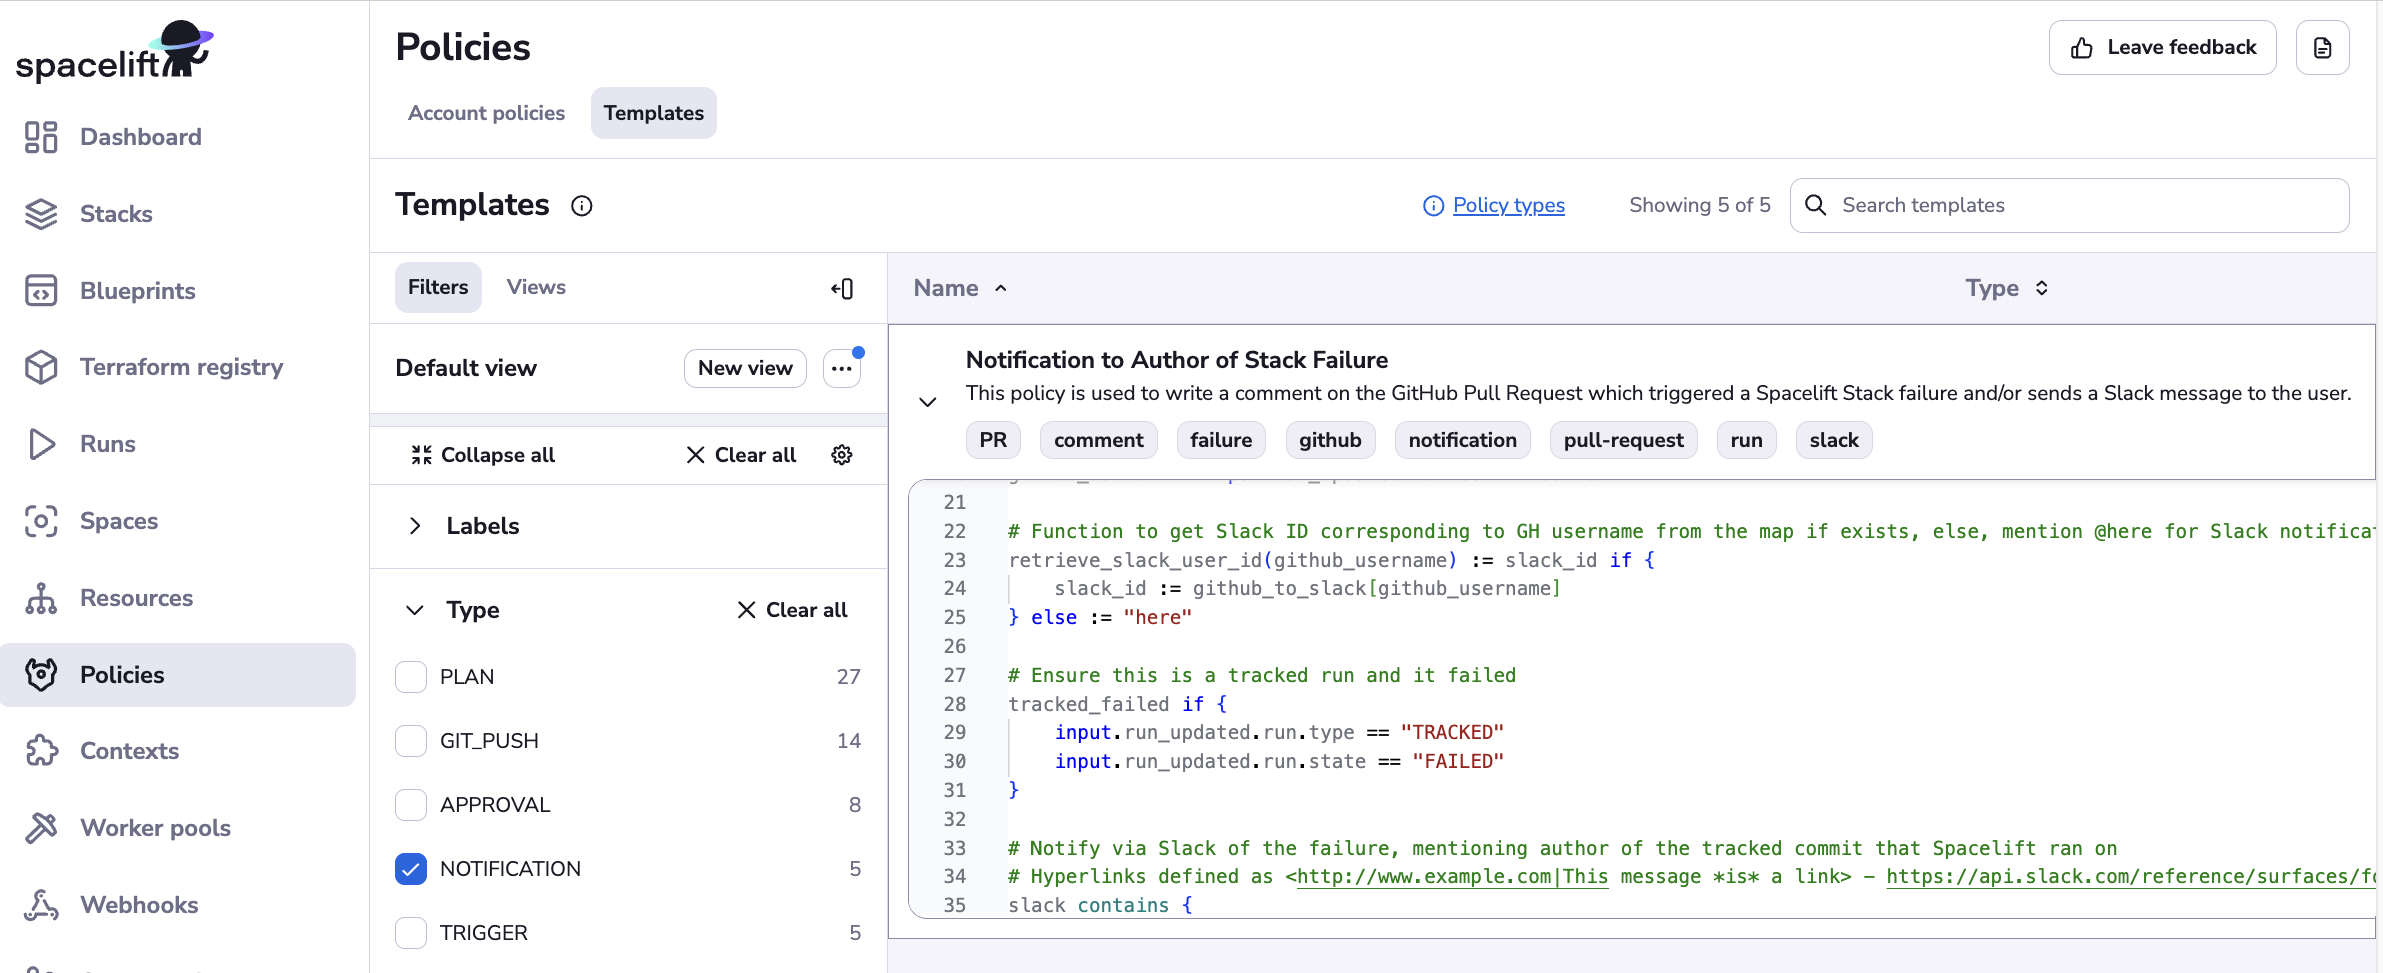 spacelift
Dashboard
Stacks
Blueprints
Terraform registry
Runs
Spaces
Resources
Policies
Contexts
Worker pools
Webhooks
Policies
Leave feedback
Account policies
Templates
Templates
Policy types
Showing 5 of 5
Search templates
Filters
Views
Default view
New view
Collapse all
Clear all
Labels
Type
Clear all
PLAN 27
GIT_PUSH 14
APPROVAL 8
NOTIFICATION 5
TRIGGER 5
Name
Type
Notification to Author of Stack Failure
This policy is used to write a comment on the GitHub Pull Request which triggered a Spacelift Stack failure and/or sends a Slack message to the user.
PR comment failure github notification pull-request run slack
21
22 # Function to get Slack ID corresponding to GH username from the map if exists, else, mention @here for Slack notificat
23 retrieve_slack_user_id(github_username) := slack_id if {
24 slack_id := github_to_slack[github_username]
25 } else := "here"
26
27 # Ensure this is a tracked run and it failed
28 tracked_failed if {
29 input.run_updated.run.type == "TRACKED"
30 input.run_updated.run.state == "FAILED"
31 }
32
33 # Notify via Slack of the failure, mentioning author of the tracked commit that Spacelift ran on
34 # Hyperlinks defined as <http://www.example.com|This message *is* a link> - https://api.slack.com/reference/surfaces/fo
35 slack contains {